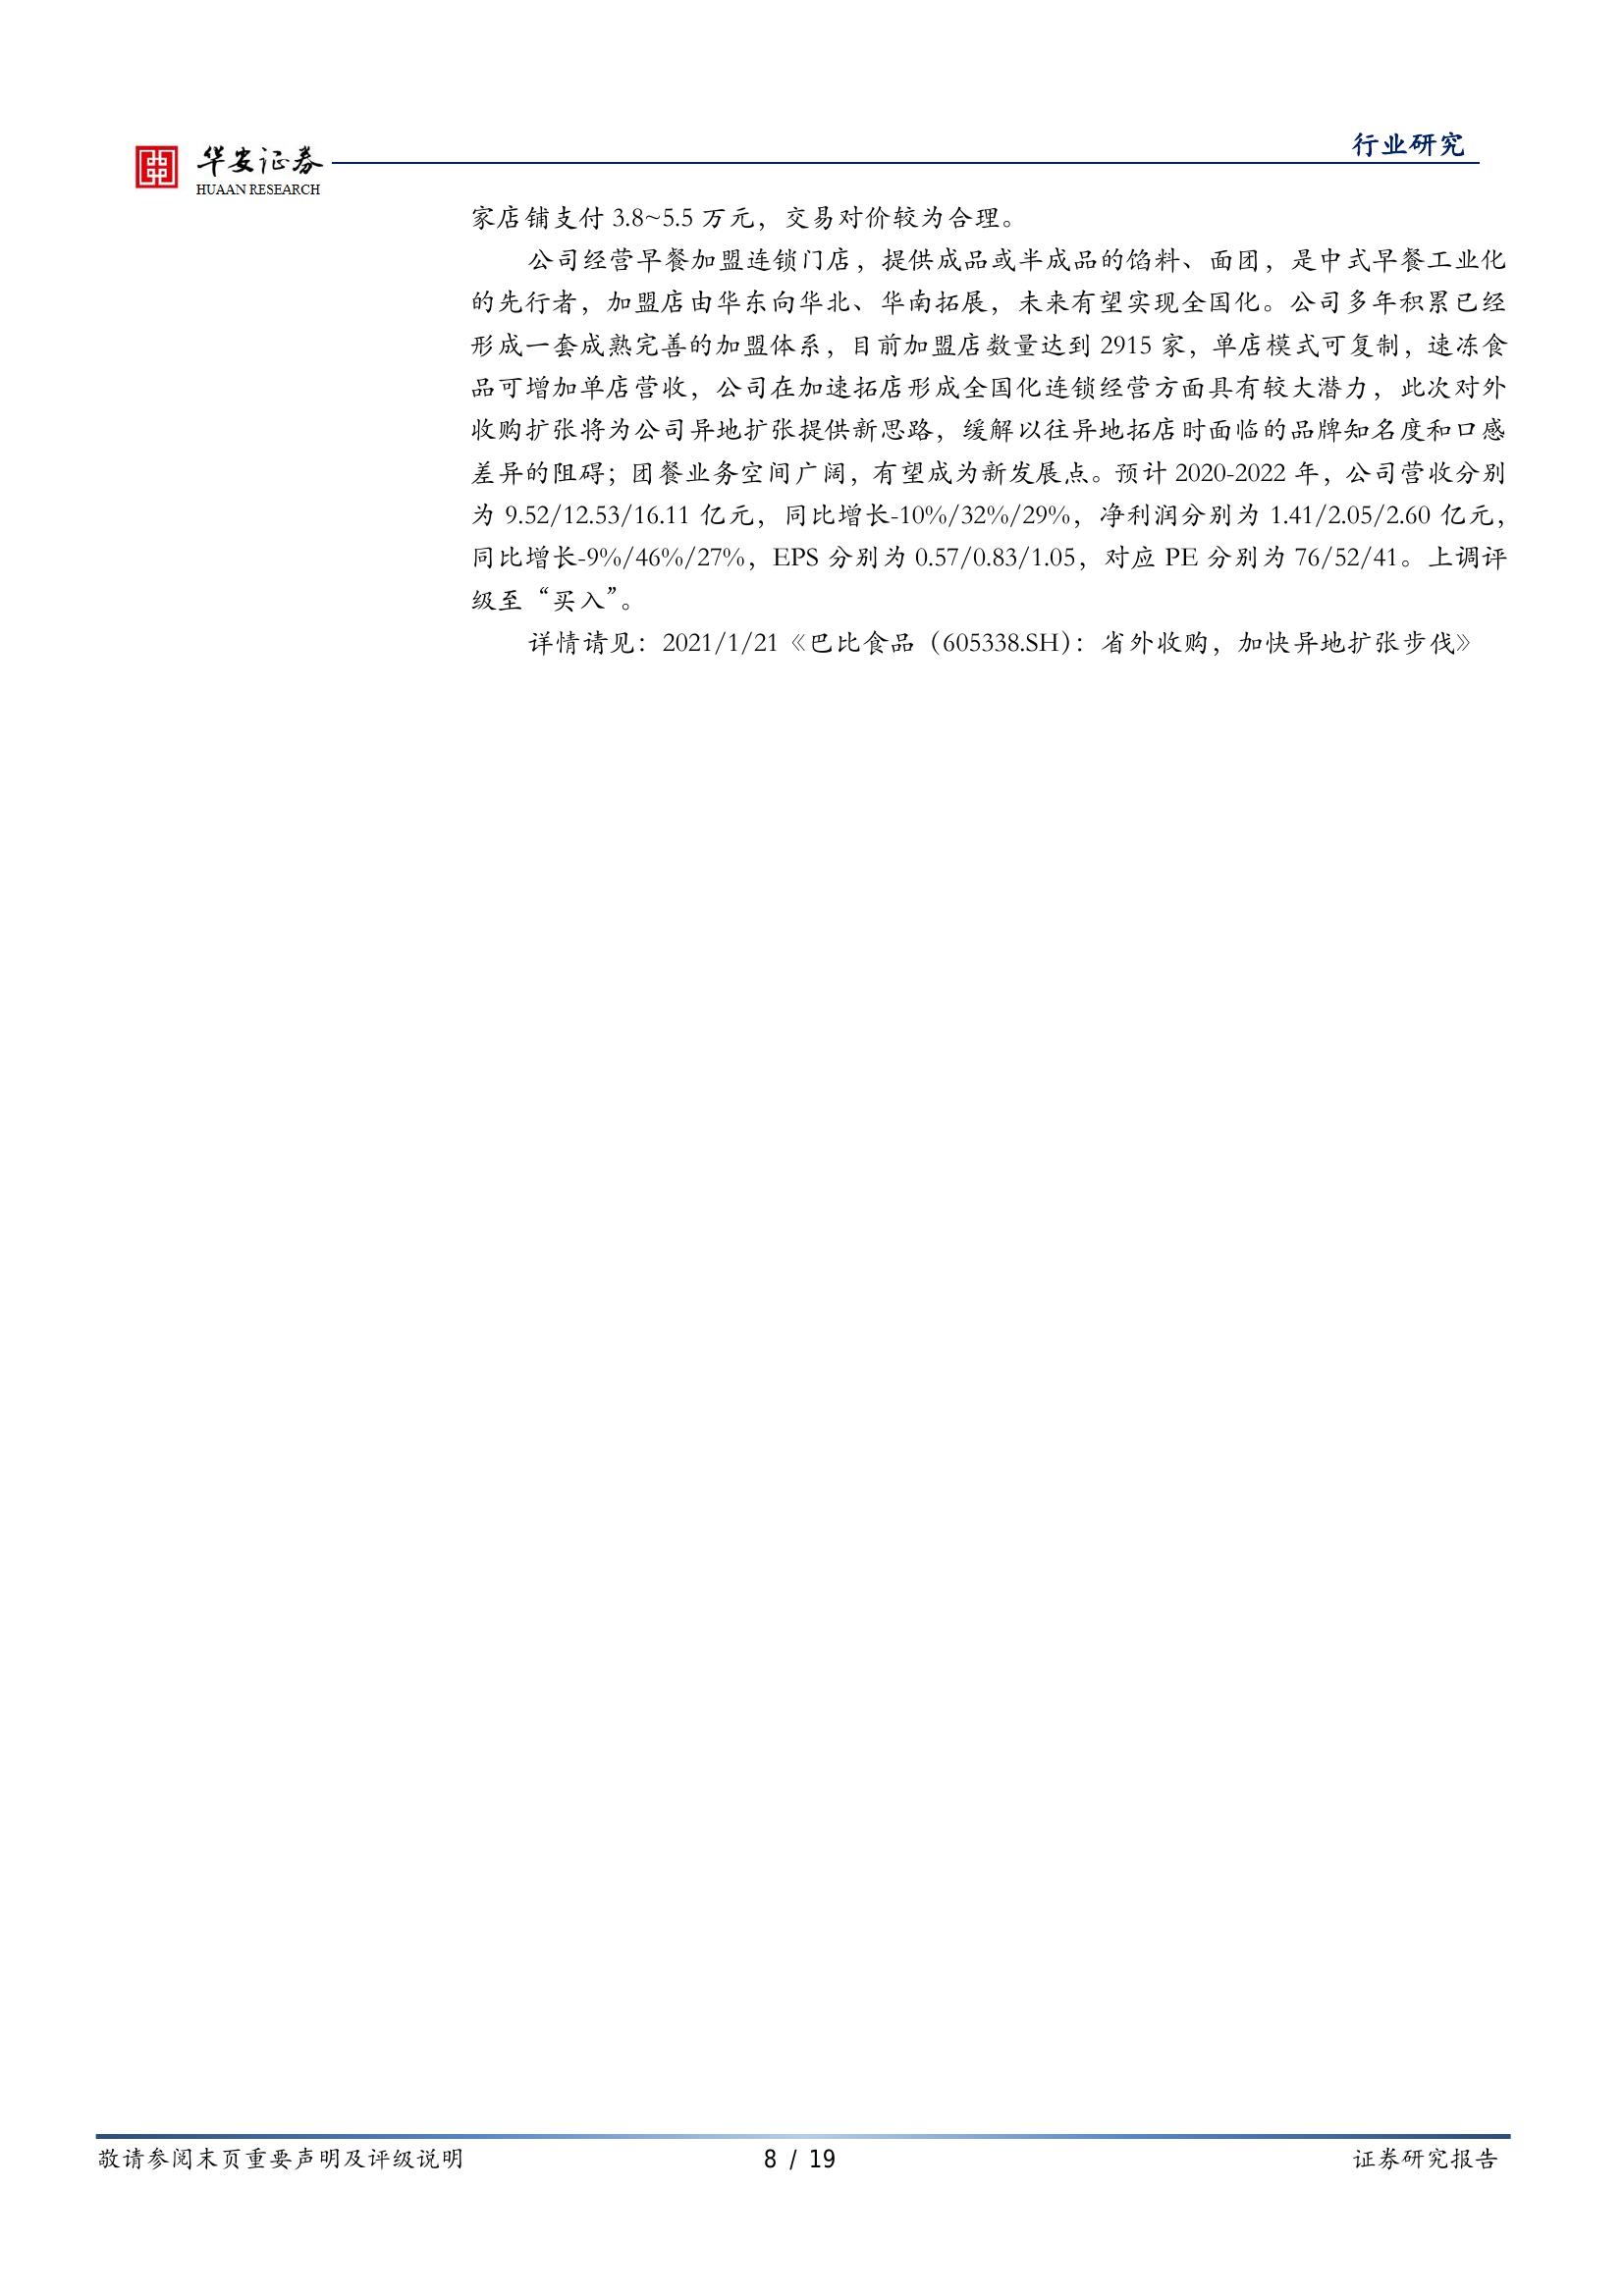 华安证券
HUAAN RESEARCH
行业研究
家店铺支付 3.8~5.5 万元，交易对价较为合理。
公司经营早餐加盟连锁门店，提供成品或半成品的馅料、面团，是中式早餐工业化
的先行者，加盟店由华东向华北、华南拓展，未来有望实现全国化。公司多年积累已经
形成一套成熟完善的加盟体系，目前加盟店数量达到 2915 家，单店模式可复制，速冻食
品可增加单店营收，公司在加速拓店形成全国化连锁经营方面具有较大潜力，此次对外
收购扩张将为公司异地扩张提供新思路，缓解以往异地拓店时面临的品牌知名度和口感
差异的阻碍；团餐业务空间广阔，有望成为新发展点。预计 2020-2022 年，公司营收分别
为 9.52/12.53/16.11 亿元，同比增长-10%/32%/29%，净利润分别为 1.41/2.05/2.60 亿元，
同比增长-9%/46%/27%，EPS 分别为 0.57/0.83/1.05，对应 PE 分别为 76/52/41。上调评
级至“买入”。
详情请见：2021/1/21《巴比食品（605338.SH）：省外收购，加快异地扩张步伐》
敬请参阅末页重要声明及评级说明
8 / 19
证券研究报告